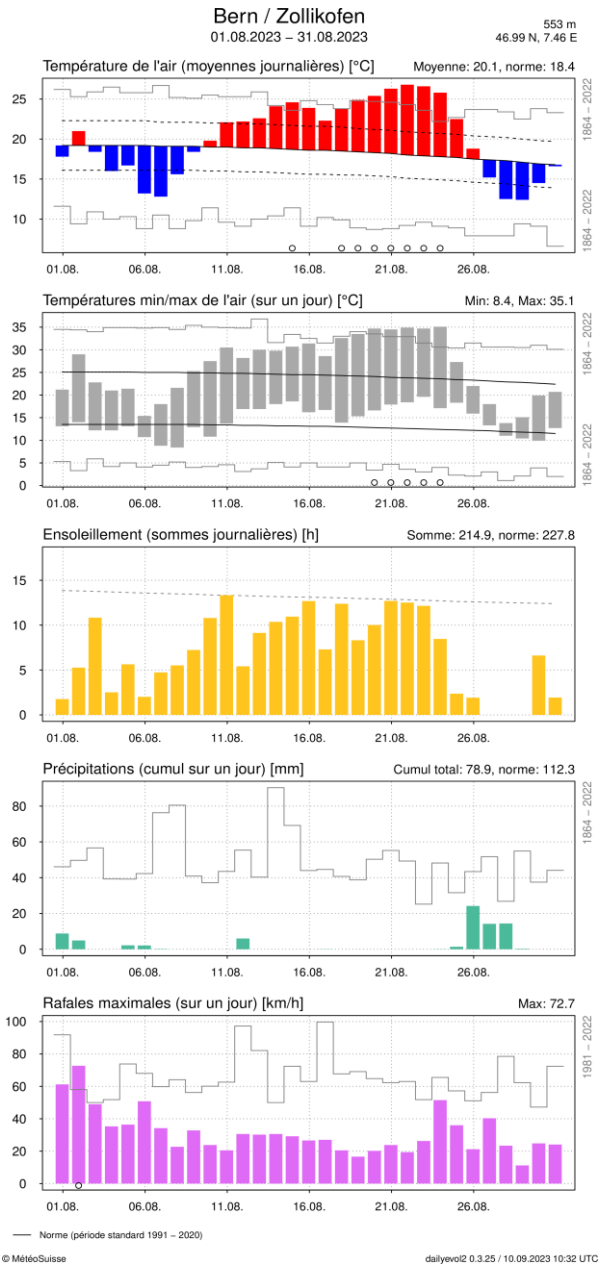 Bern / Zollikofen
01.08.2023 – 31.08.2023
553 m
46.99 N, 7.46 E
Température de l'air (moyennes journalières) [°C]
Moyenne: 20.1, norme: 18.4
25
20
15
10
1864 – 2022
1864 – 2022
01.08.
06.08.
11.08.
16.08.
21.08.
26.08.
Températures min/max de l'air (sur un jour) [°C]
Min: 8.4, Max: 35.1
35
30
25
20
15
10
5
0
1864 – 2022
1864 – 2022
01.08.
06.08.
11.08.
16.08.
21.08.
26.08.
Ensoleillement (sommes journalières) [h]
Somme: 214.9, norme: 227.8
15
10
5
0
01.08.
06.08.
11.08.
16.08.
21.08.
26.08.
Précipitations (cumul sur un jour) [mm]
Cumul total: 78.9, norme: 112.3
80
60
40
20
0
1864 – 2022
01.08.
06.08.
11.08.
16.08.
21.08.
26.08.
Rafales maximales (sur un jour) [km/h]
Max: 72.7
100
80
60
40
20
0
1981 – 2022
01.08.
06.08.
11.08.
16.08.
21.08.
26.08.
Norme (période standard 1991 – 2020)
© MétéoSuisse
dailyevol2 0.3.25 / 10.09.2023 10:32 UTC